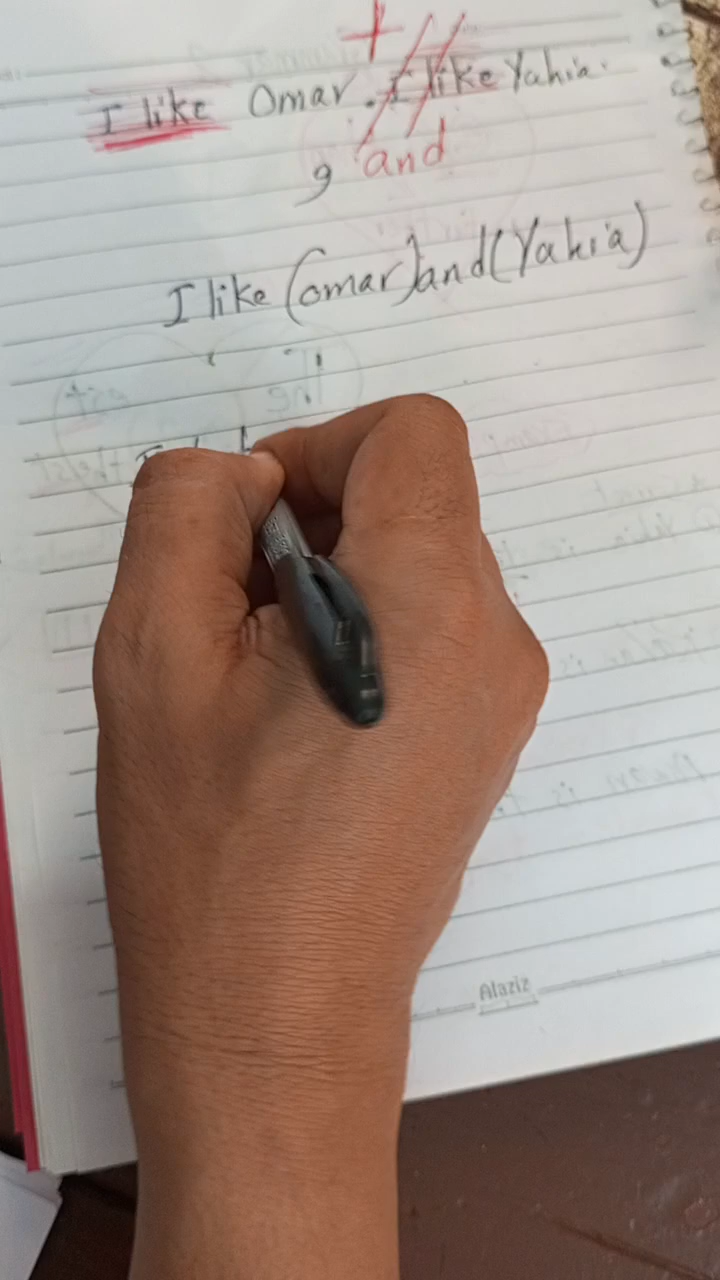 +
I like Omar. I like Yahia.
و and
I like (omar) and (Yahia)
Alaziz